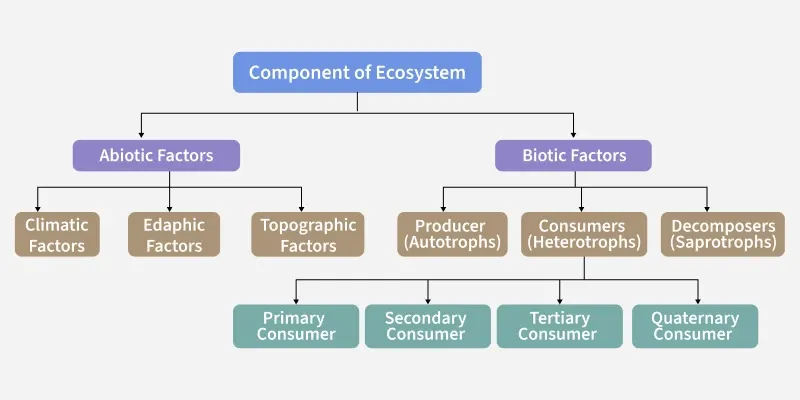 Component of Ecosystem
Abiotic Factors
Biotic Factors
Climatic
Factors
Edaphic
Factors
Topographic
Factors
Producer
(Autotrophs)
Consumers
(Heterotrophs)
Decomposers
(Saprotrophs)
Primary
Consumer
Secondary
Consumer
Tertiary
Consumer
Quaternary
Consumer